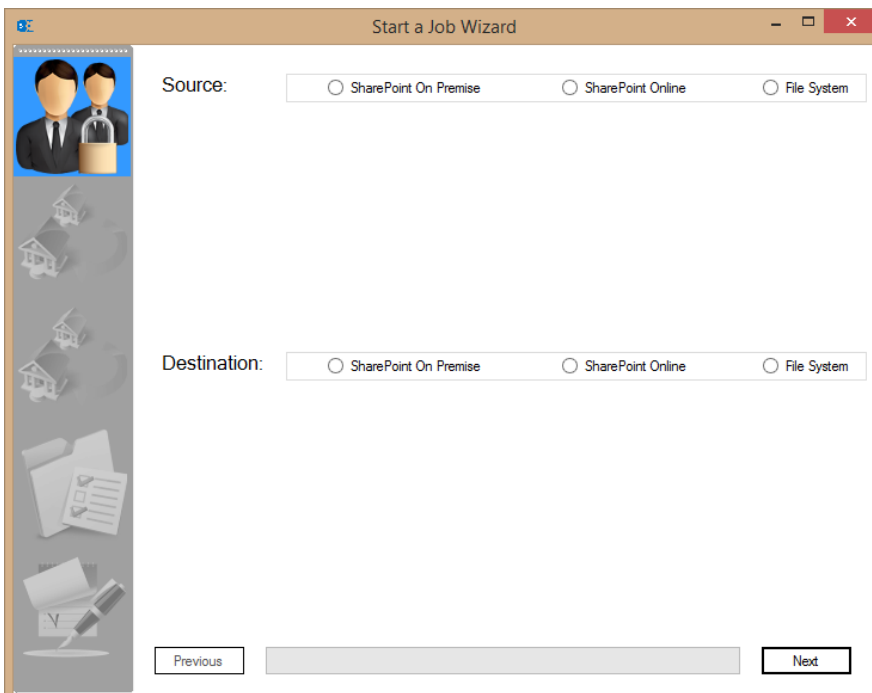 Start a Job Wizard
Source: SharePoint On Premise SharePoint Online File System
Destination: SharePoint On Premise SharePoint Online File System
Previous Next